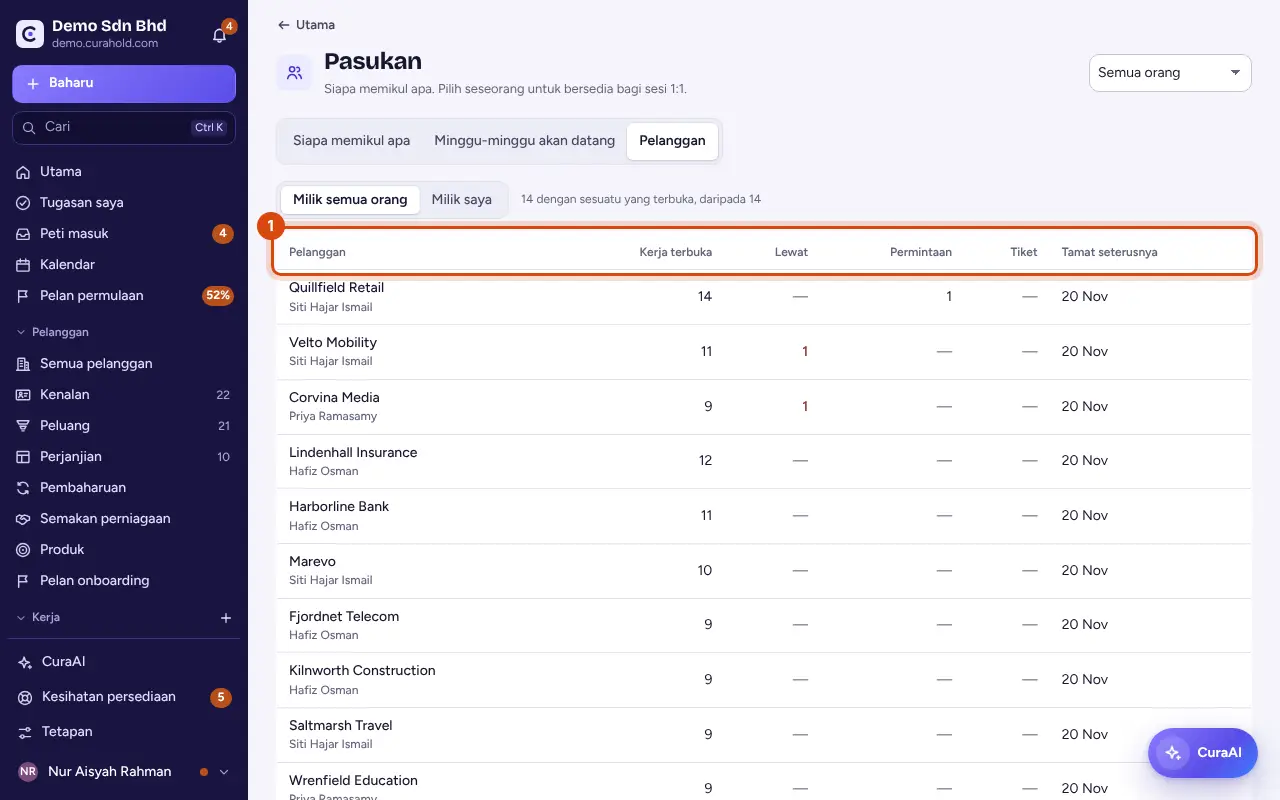 Demo Sdn Bhd
demo.curahold.com
4
Baharu
Cari
Ctrl K
Utama
Tugasan saya
Peti masuk 4
Kalendar
Pelan permulaan 52%
Pelanggan
Semua pelanggan
Kenalan 22
Peluang 21
Perjanjian 10
Pembaharuan
Semakan perniagaan
Produk
Pelan onboarding
Kerja
CuraAI
Kesihatan persediaan 5
Tetapan
NR Nur Aisyah Rahman
← Utama
Pasukan
Siapa memikul apa. Pilih seseorang untuk bersedia bagi sesi 1:1.
Semua orang
Siapa memikul apa Minggu-minggu akan datang Pelanggan
Milik semua orang Milik saya 14 dengan sesuatu yang terbuka, daripada 14
1
Pelanggan Kerja terbuka Lewat Permintaan Tiket Tamat seterusnya
Quillfield Retail
Siti Hajar Ismail
14 — 1 — 20 Nov
Velto Mobility
Siti Hajar Ismail
11 1 — — 20 Nov
Corvina Media
Priya Ramasamy
9 1 — — 20 Nov
Lindenhall Insurance
Hafiz Osman
12 — — — 20 Nov
Harborline Bank
Hafiz Osman
11 — — — 20 Nov
Marevo
Siti Hajar Ismail
10 — — — 20 Nov
Fjordnet Telecom
Hafiz Osman
9 — — — 20 Nov
Kilnworth Construction
Hafiz Osman
9 — — — 20 Nov
Saltmarsh Travel
Siti Hajar Ismail
9 — — — 20 Nov
Wrenfield Education
Priya Ramasamy
9 — — — 20 Nov
CuraAI